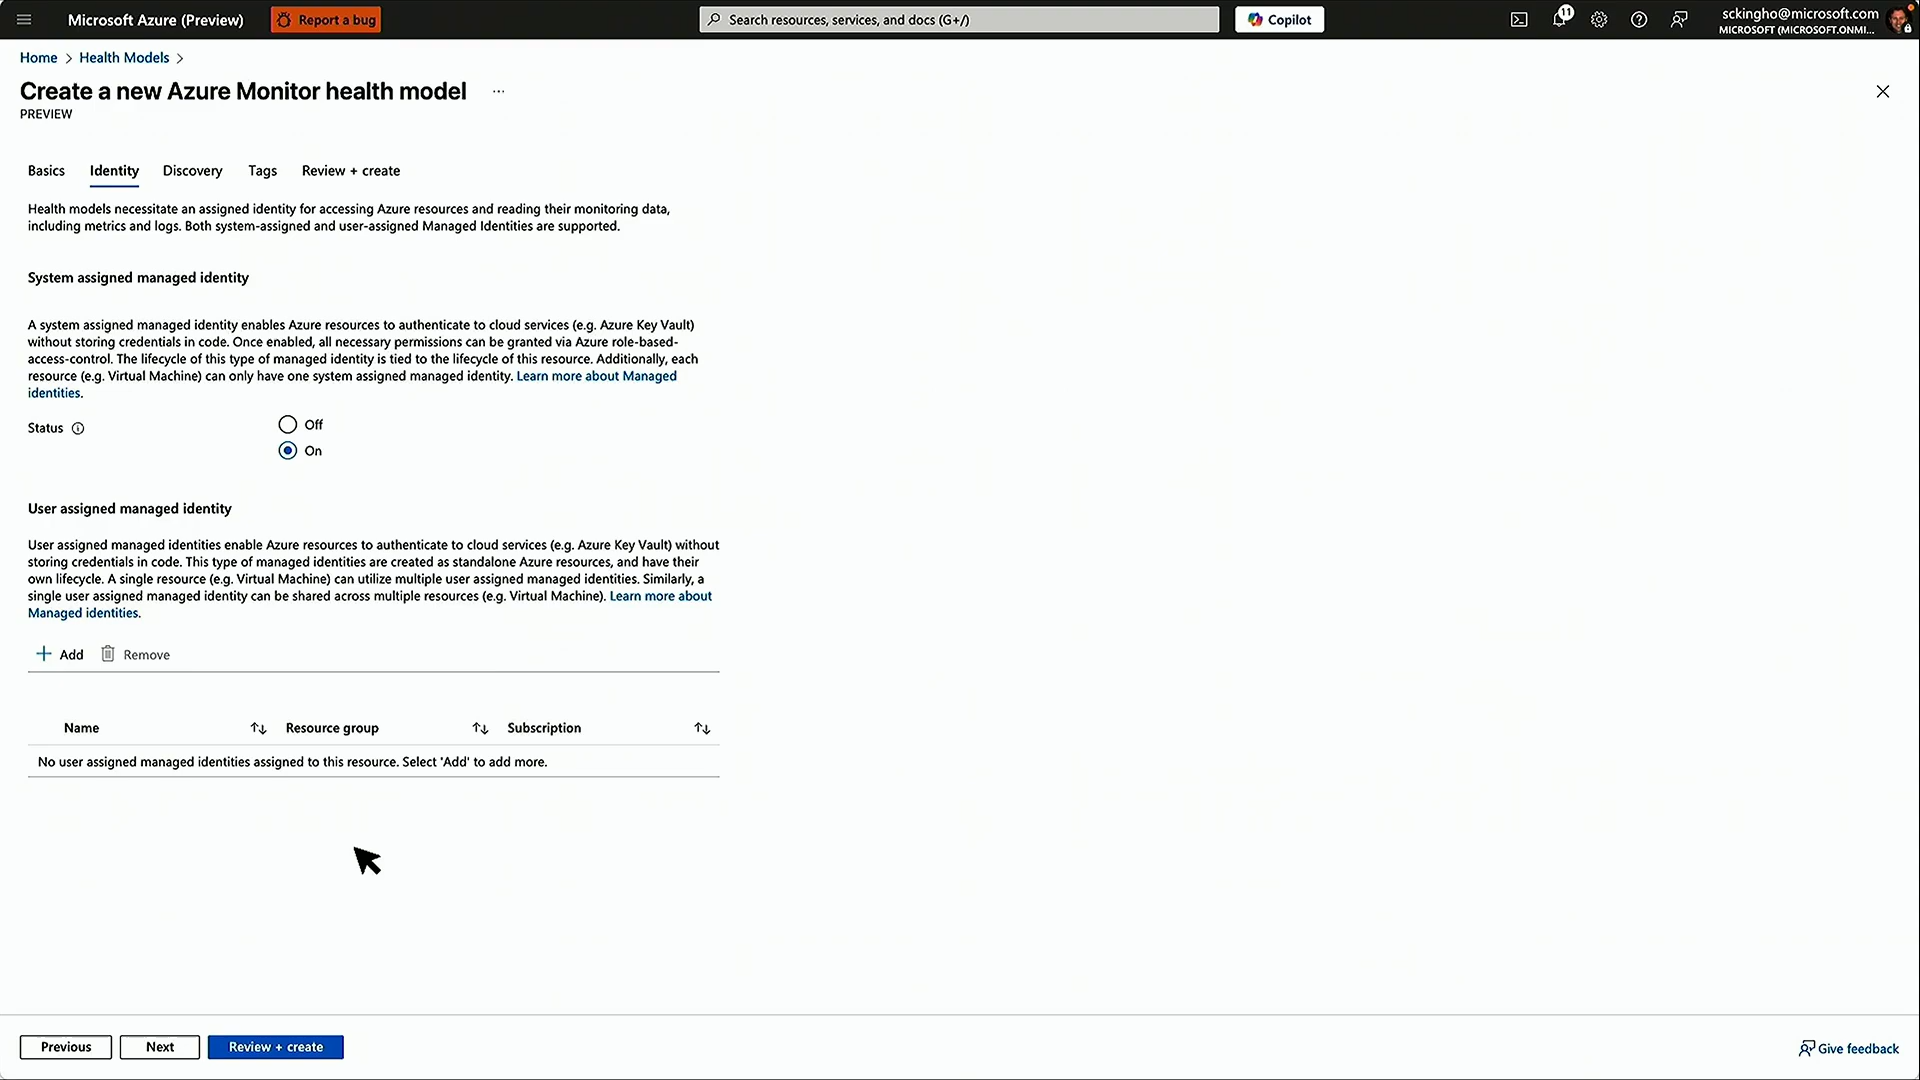 Microsoft Azure (Preview)
Report a bug
Search resources, services, and docs (G+/)
Copilot
11
sckingho@microsoft.com
MICROSOFT (MICROSOFT.ONMI...
Home > Health Models >
Create a new Azure Monitor health model ...
PREVIEW
Basics Identity Discovery Tags Review + create
Health models necessitate an assigned identity for accessing Azure resources and reading their monitoring data,
including metrics and logs. Both system-assigned and user-assigned Managed Identities are supported.
System assigned managed identity
A system assigned managed identity enables Azure resources to authenticate to cloud services (e.g. Azure Key Vault)
without storing credentials in code. Once enabled, all necessary permissions can be granted via Azure role-based-
access-control. The lifecycle of this type of managed identity is tied to the lifecycle of this resource. Additionally, each
resource (e.g. Virtual Machine) can only have one system assigned managed identity. Learn more about Managed
identities.
Status
Off
On
User assigned managed identity
User assigned managed identities enable Azure resources to authenticate to cloud services (e.g. Azure Key Vault) without
storing credentials in code. This type of managed identities are created as standalone Azure resources, and have their
own lifecycle. A single resource (e.g. Virtual Machine) can utilize multiple user assigned managed identities. Similarly, a
single user assigned managed identity can be shared across multiple resources (e.g. Virtual Machine). Learn more about
Managed identities.
Add Remove
Name Resource group Subscription
No user assigned managed identities assigned to this resource. Select 'Add' to add more.
Previous Next Review + create
Give feedback